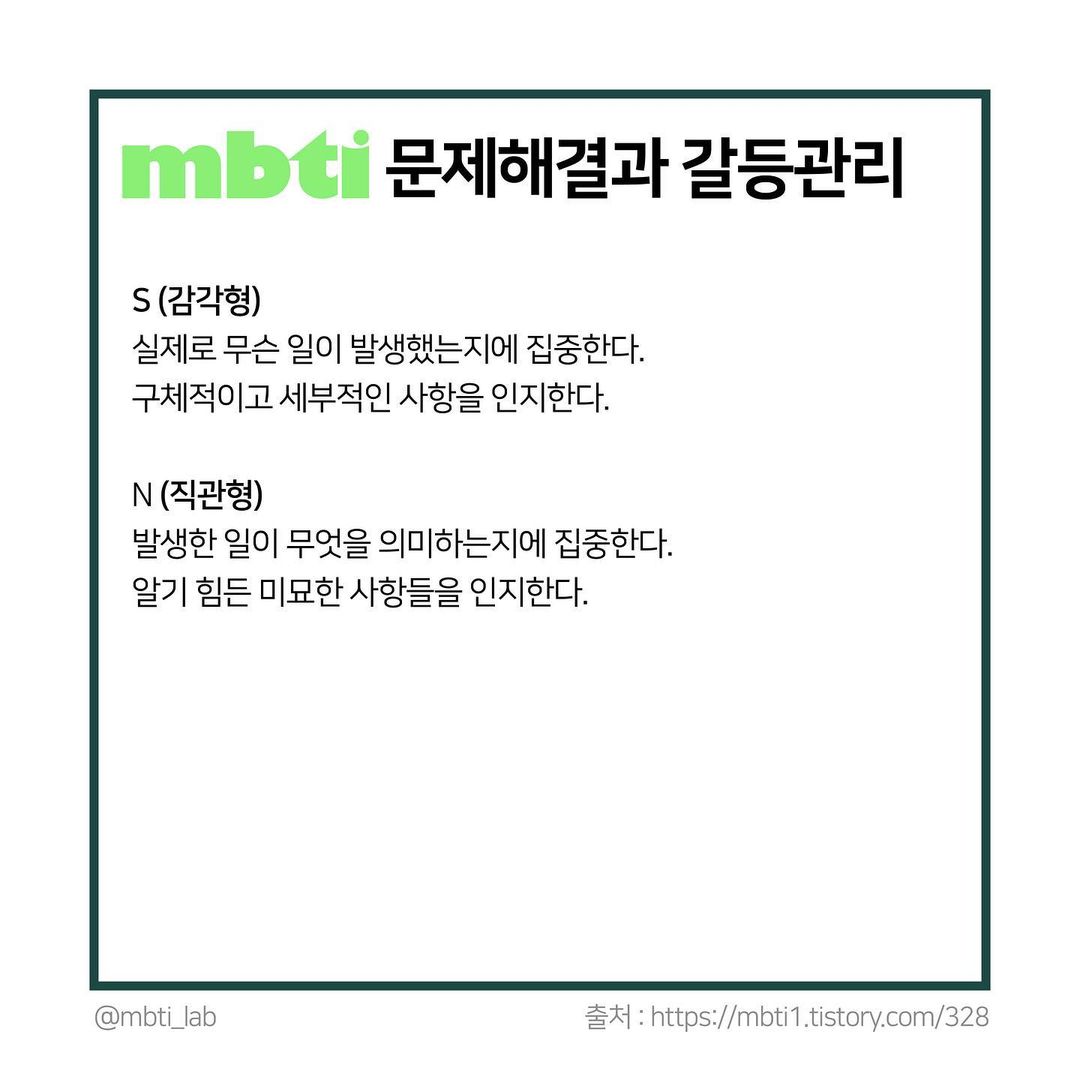 mbti 문제해결과 갈등관리
S (감각형)
실제로 무슨 일이 발생했는지에 집중한다.
구체적이고 세부적인 사항을 인지한다.
N (직관형)
발생한 일이 무엇을 의미하는지에 집중한다.
알기 힘든 미묘한 사항들을 인지한다.
@mbti_lab
출처 : https://mbti1.tistory.com/328